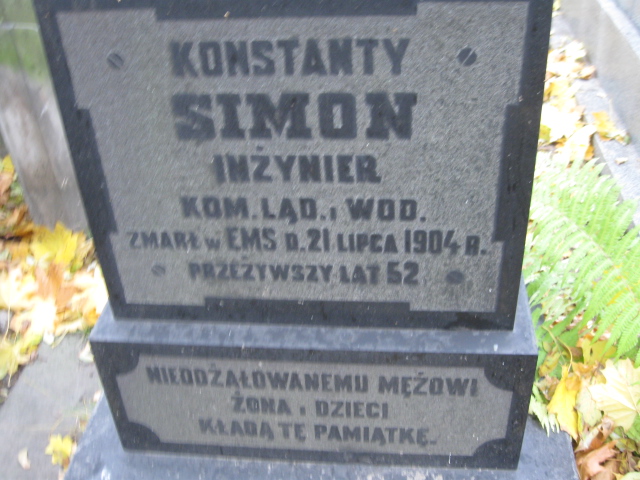 KONSTANTY
SIMON
INŻYNIER
KOM. LĄD. i WOD.
ZMARŁ w EMS D. 21 LIPCA 1904 R.
PRZEŻYWSZY LAT 52
NIEODŻĄŁOWANEMU MĘŻOWI
ŻONA i DZIECI
KŁADĄ TĘ PAMIĄTKĘ.